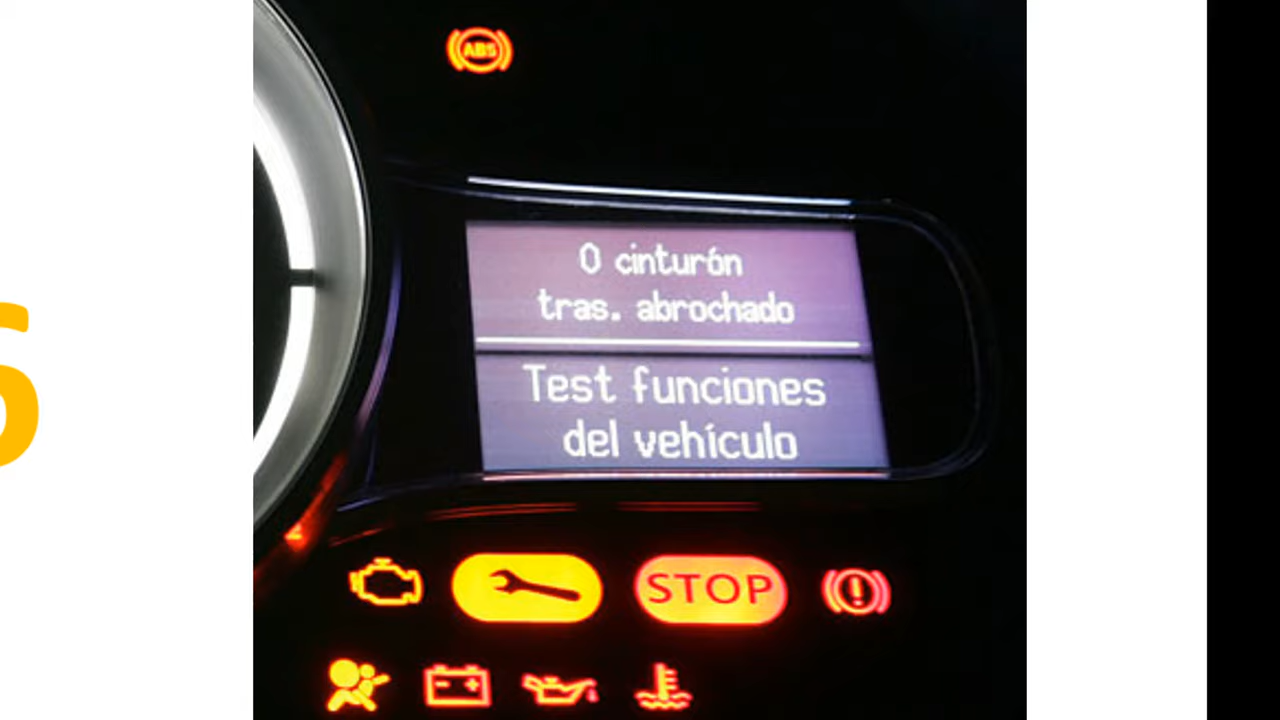 ABS
0 cinturón
tras. abrochado
Test funciones
del vehículo
STOP